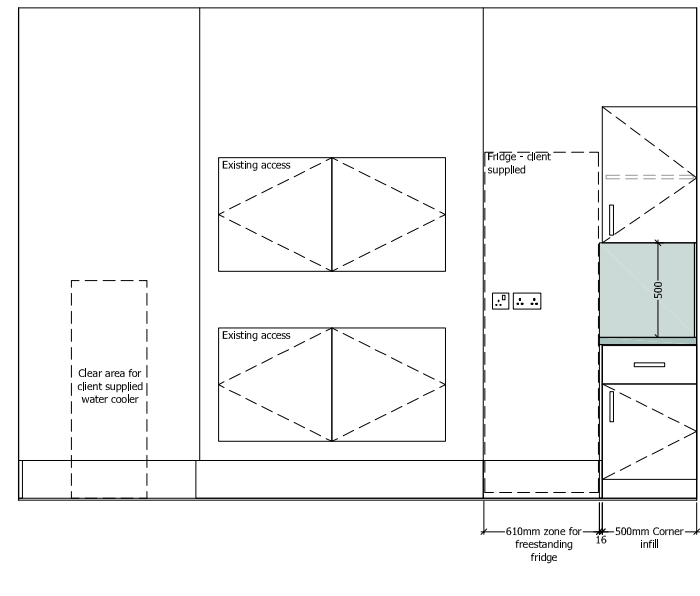 Existing access
Fridge - client
supplied
500
Existing access
Clear area for
client supplied
water cooler
610mm zone for
freestanding
fridge
16
500mm Corner
infill